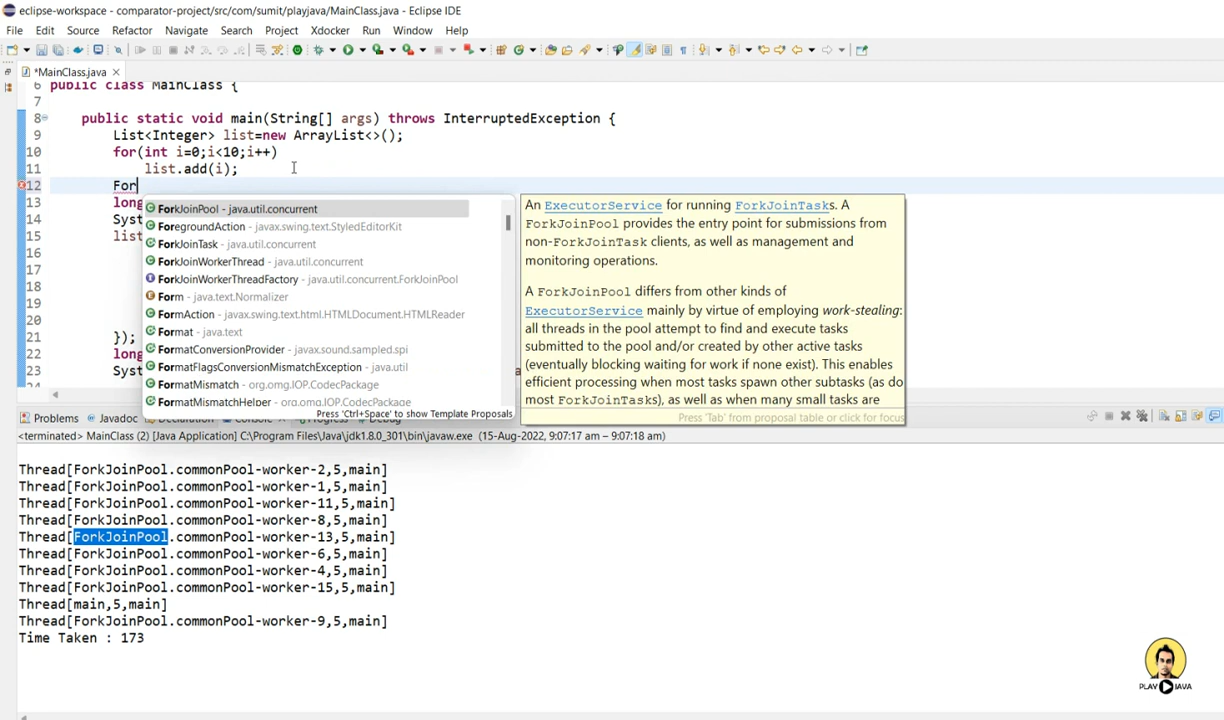 eclipse-workspace - comparator-project/src/com/sumit/playjava/MainClass.java - Eclipse IDE
File Edit Source Refactor Navigate Search Project Xdocker Run Window Help
*MainClass.java
6 public class MainClass {
7
8 public static void main(String[] args) throws InterruptedException {
9 List<Integer> list=new ArrayList<>();
10 for(int i=0;i<10;i++)
11 list.add(i);
12 For
13 long
14 Syst
15 list
16
17
18
19
20
21 });
22 long
23 Syst
24
ForkJoinPool - java.util.concurrent
ForegroundAction - javax.swing.text.StyledEditorKit
ForkJoinTask - java.util.concurrent
ForkJoinWorkerThread - java.util.concurrent
ForkJoinWorkerThreadFactory - java.util.concurrent.ForkJoinPool
Form - java.text.Normalizer
FormAction - javax.swing.text.html.HTMLDocument.HTMLReader
Format - java.text
FormatConversionProvider - javax.sound.sampled.spi
FormatFlagsConversionMismatchException - java.util
FormatMismatch - org.omg.IOP.CodecPackage
FormatMismatchHelper - org.omg.IOP.CodecPackage
Press 'Ctrl+Space' to show Template Proposals
An ExecutorService for running ForkJoinTasks. A
ForkJoinPool provides the entry point for submissions from
non-ForkJoinTask clients, as well as management and
monitoring operations.
A ForkJoinPool differs from other kinds of
ExecutorService mainly by virtue of employing work-stealing:
all threads in the pool attempt to find and execute tasks
submitted to the pool and/or created by other active tasks
(eventually blocking waiting for work if none exist). This enables
efficient processing when most tasks spawn other subtasks (as do
most ForkJoinTasks), as well as when many small tasks are
Press 'Tab' from proposal table or click for focus
Problems Javadoc Declaration Console Progress Debug
<terminated> MainClass (2) [Java Application] C:\Program Files\Java\jdk1.8.0_301\bin\javaw.exe (15-Aug-2022, 9:07:17 am – 9:07:18 am)
Thread[ForkJoinPool.commonPool-worker-2,5,main]
Thread[ForkJoinPool.commonPool-worker-1,5,main]
Thread[ForkJoinPool.commonPool-worker-11,5,main]
Thread[ForkJoinPool.commonPool-worker-8,5,main]
Thread[ForkJoinPool.commonPool-worker-13,5,main]
Thread[ForkJoinPool.commonPool-worker-6,5,main]
Thread[ForkJoinPool.commonPool-worker-4,5,main]
Thread[ForkJoinPool.commonPool-worker-15,5,main]
Thread[main,5,main]
Thread[ForkJoinPool.commonPool-worker-9,5,main]
Time Taken : 173
PLAY JAVA